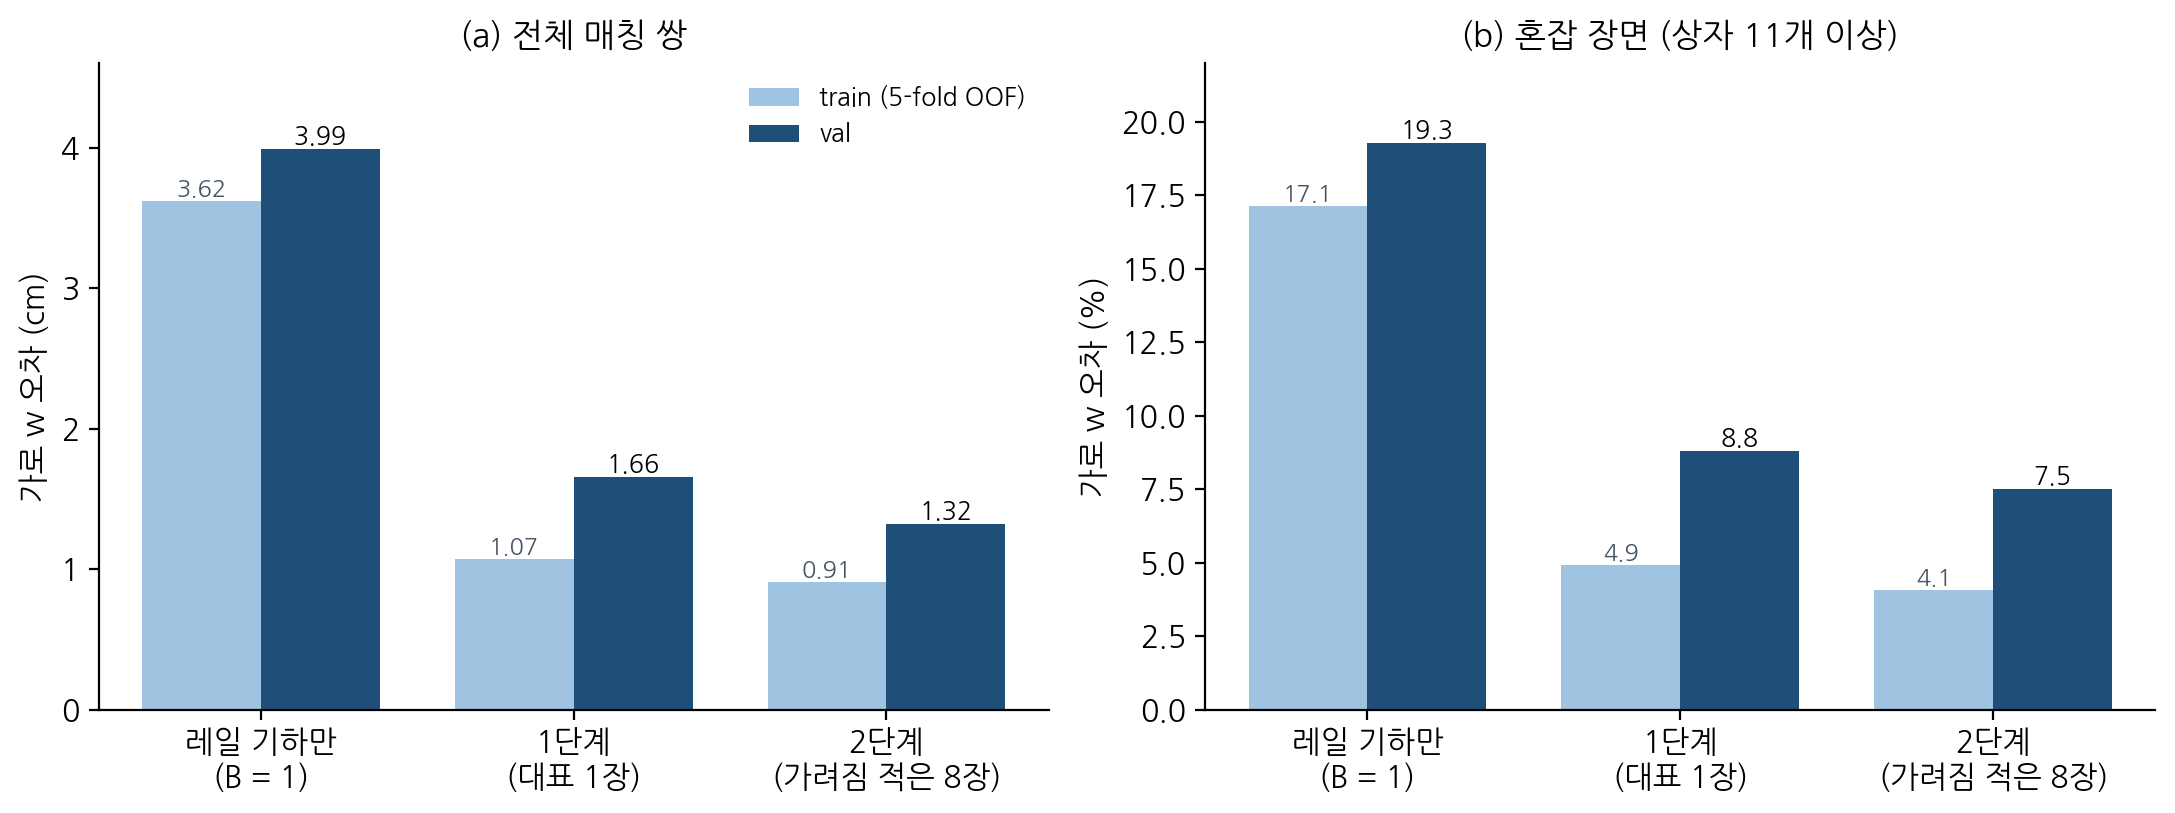 (a) 전체 매칭 쌍
train (5-fold OOF)
val
가로 w 오차 (cm)
4
3
2
1
0
3.62
3.99
1.07
1.66
0.91
1.32
레일 기하만
(B = 1)
1단계
(대표 1장)
2단계
(가려짐 적은 8장)
(b) 혼잡 장면 (상자 11개 이상)
가로 w 오차 (%)
20.0
17.5
15.0
12.5
10.0
7.5
5.0
2.5
0.0
17.1
19.3
4.9
8.8
4.1
7.5
레일 기하만
(B = 1)
1단계
(대표 1장)
2단계
(가려짐 적은 8장)